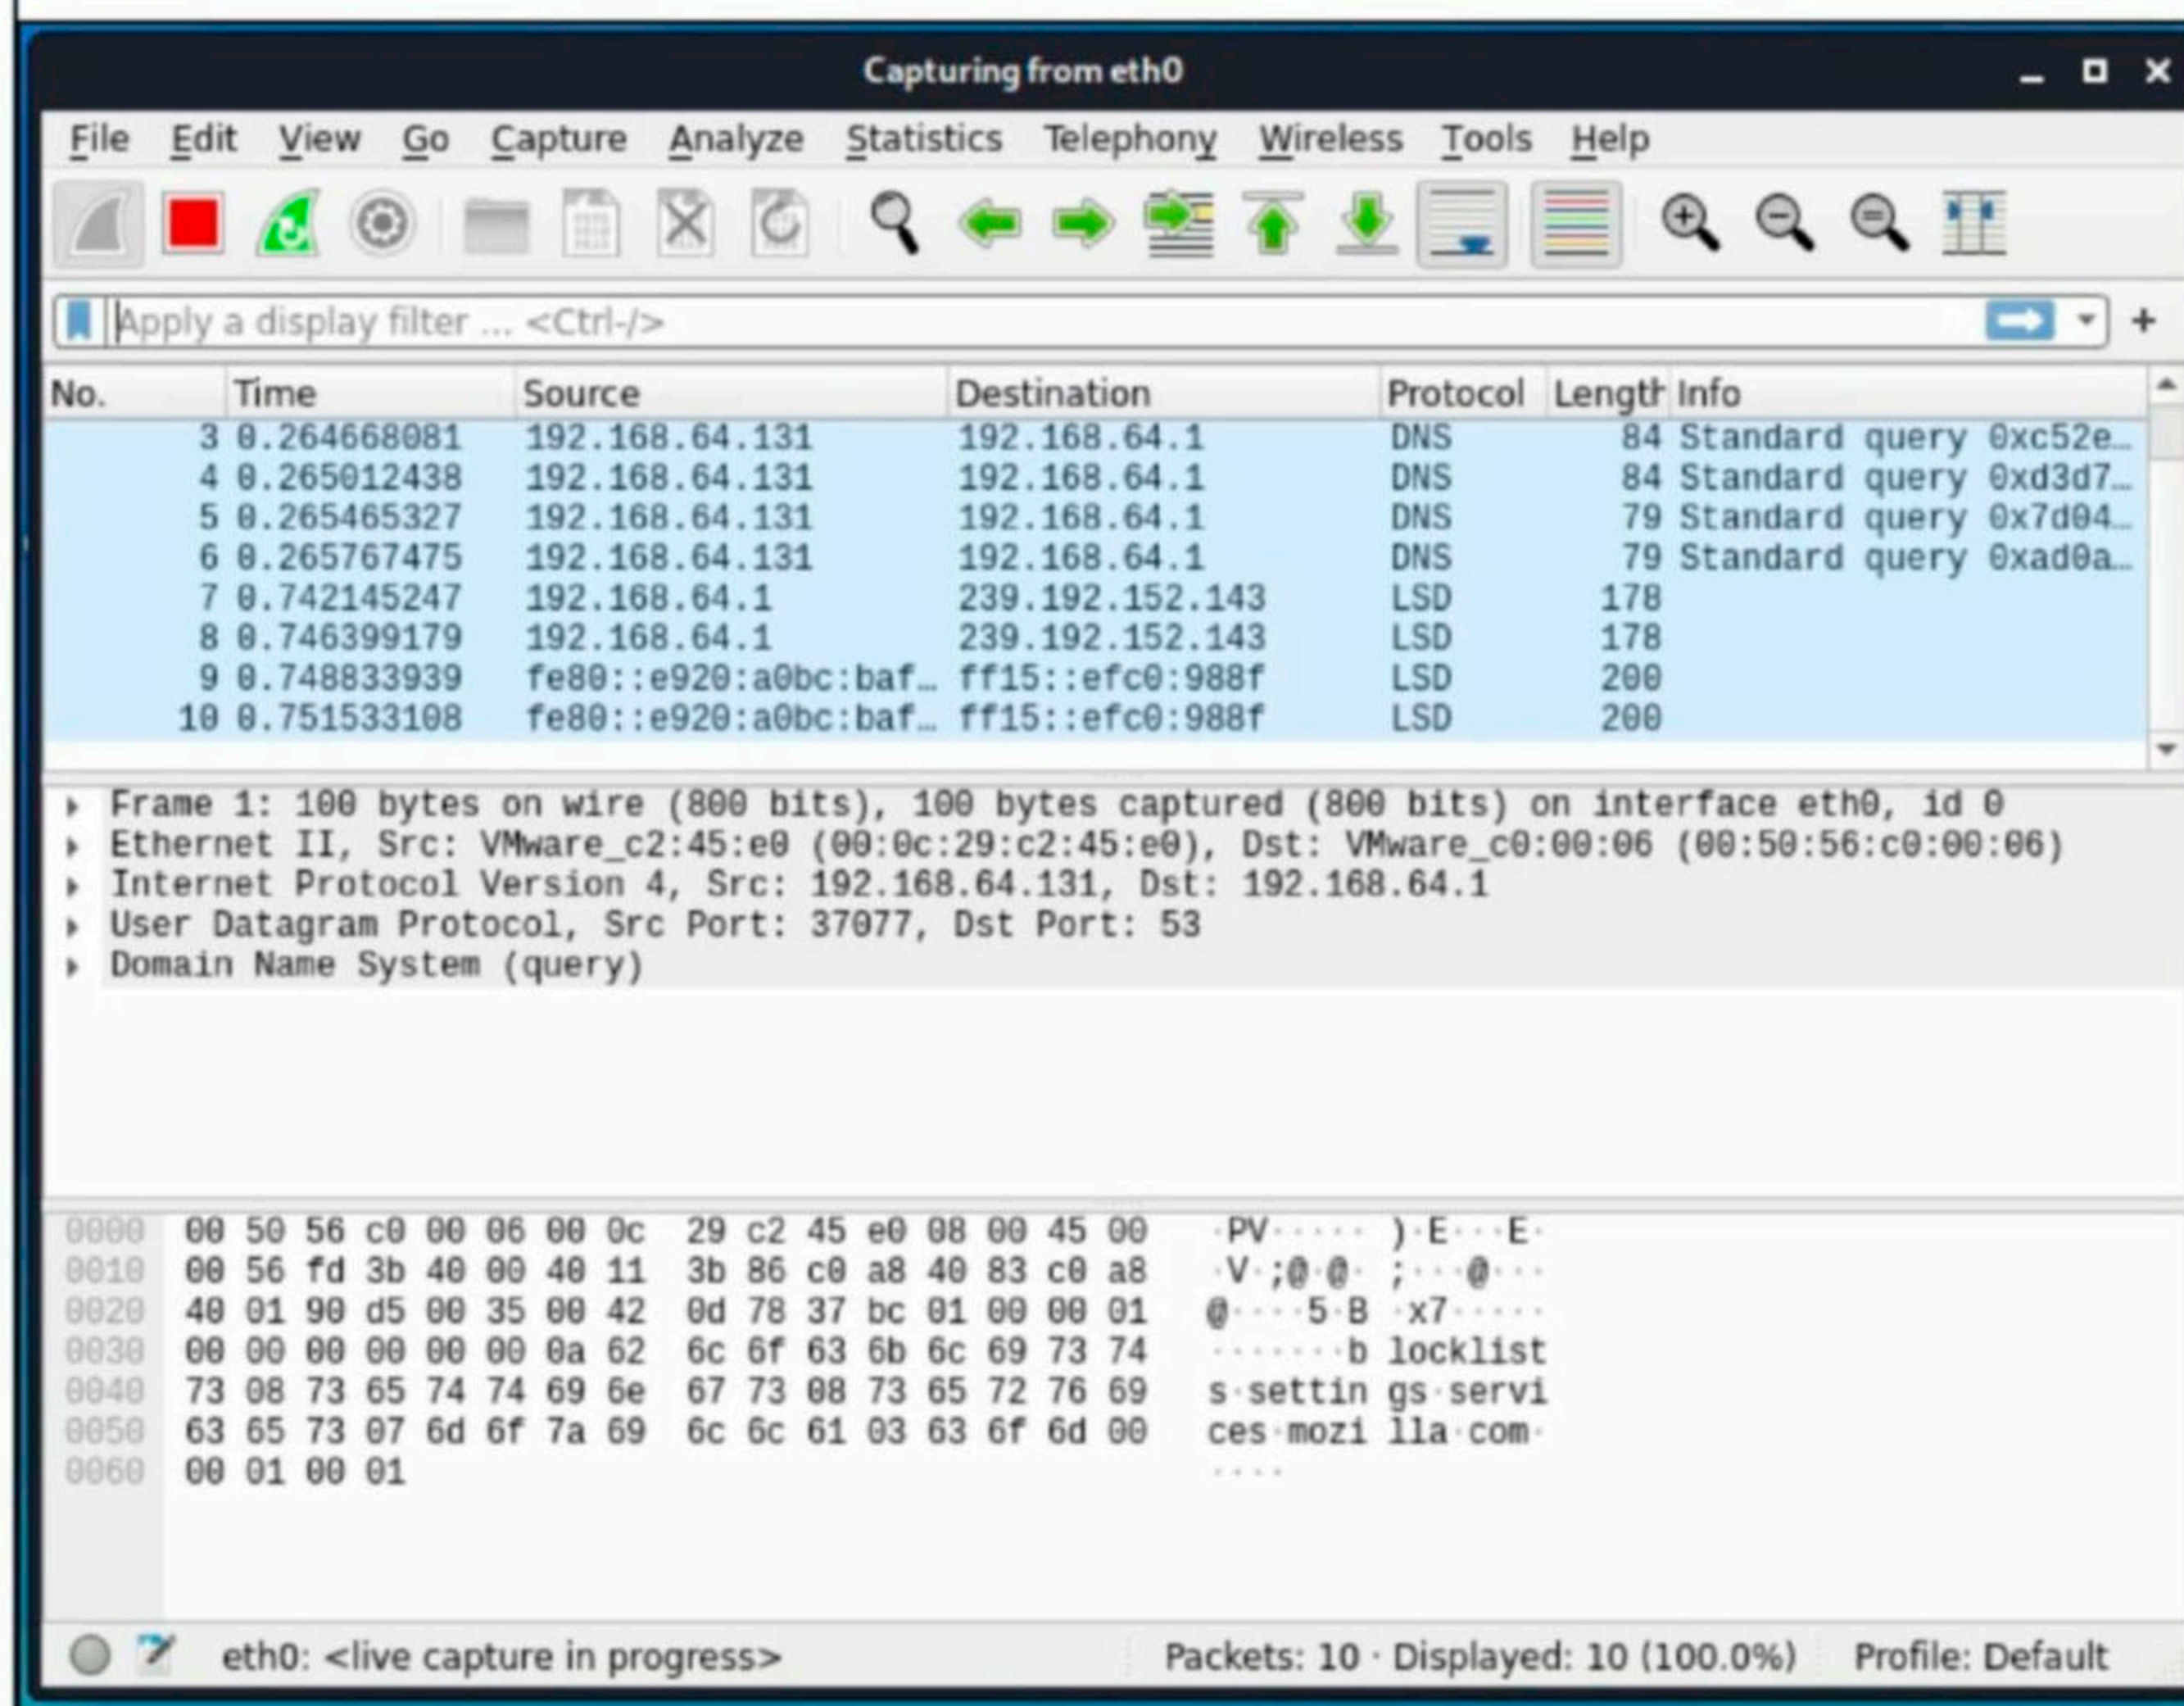 Capturing from eth0
File Edit View Go Capture Analyze Statistics Telephony Wireless Tools Help
Apply a display filter ... <Ctrl-/>
No. Time Source Destination Protocol Length Info
3 0.264668081 192.168.64.131 192.168.64.1 DNS 84 Standard query 0xc52e…
4 0.265012438 192.168.64.131 192.168.64.1 DNS 84 Standard query 0xd3d7…
5 0.265465327 192.168.64.131 192.168.64.1 DNS 79 Standard query 0x7d04…
6 0.265767475 192.168.64.131 192.168.64.1 DNS 79 Standard query 0xad0a…
7 0.742145247 192.168.64.1 239.192.152.143 LSD 178
8 0.746399179 192.168.64.1 239.192.152.143 LSD 178
9 0.748833939 fe80::e920:a0bc:baf… ff15::efc0:988f LSD 200
10 0.751533108 fe80::e920:a0bc:baf… ff15::efc0:988f LSD 200
Frame 1: 100 bytes on wire (800 bits), 100 bytes captured (800 bits) on interface eth0, id 0
Ethernet II, Src: VMware_c2:45:e0 (00:0c:29:c2:45:e0), Dst: VMware_c0:00:06 (00:50:56:c0:00:06)
Internet Protocol Version 4, Src: 192.168.64.131, Dst: 192.168.64.1
User Datagram Protocol, Src Port: 37077, Dst Port: 53
Domain Name System (query)
0000 00 50 56 c0 00 06 00 0c 29 c2 45 e0 08 00 45 00 ·PV····· )·E···E·
0010 00 56 fd 3b 40 00 40 11 3b 86 c0 a8 40 83 c0 a8 ·V·;@·@· ;···@···
0020 40 01 90 d5 00 35 00 42 0d 78 37 bc 01 00 00 01 @····5·B ·x7·····
0030 00 00 00 00 00 00 0a 62 6c 6f 63 6b 6c 69 73 74 ·······b locklist
0040 73 08 73 65 74 74 69 6e 67 73 08 73 65 72 76 69 s·settin gs·servi
0050 63 65 73 07 6d 6f 7a 69 6c 6c 61 03 63 6f 6d 00 ces·mozi lla·com·
0060 00 01 00 01 ····
eth0: <live capture in progress> Packets: 10 · Displayed: 10 (100.0%) Profile: Default